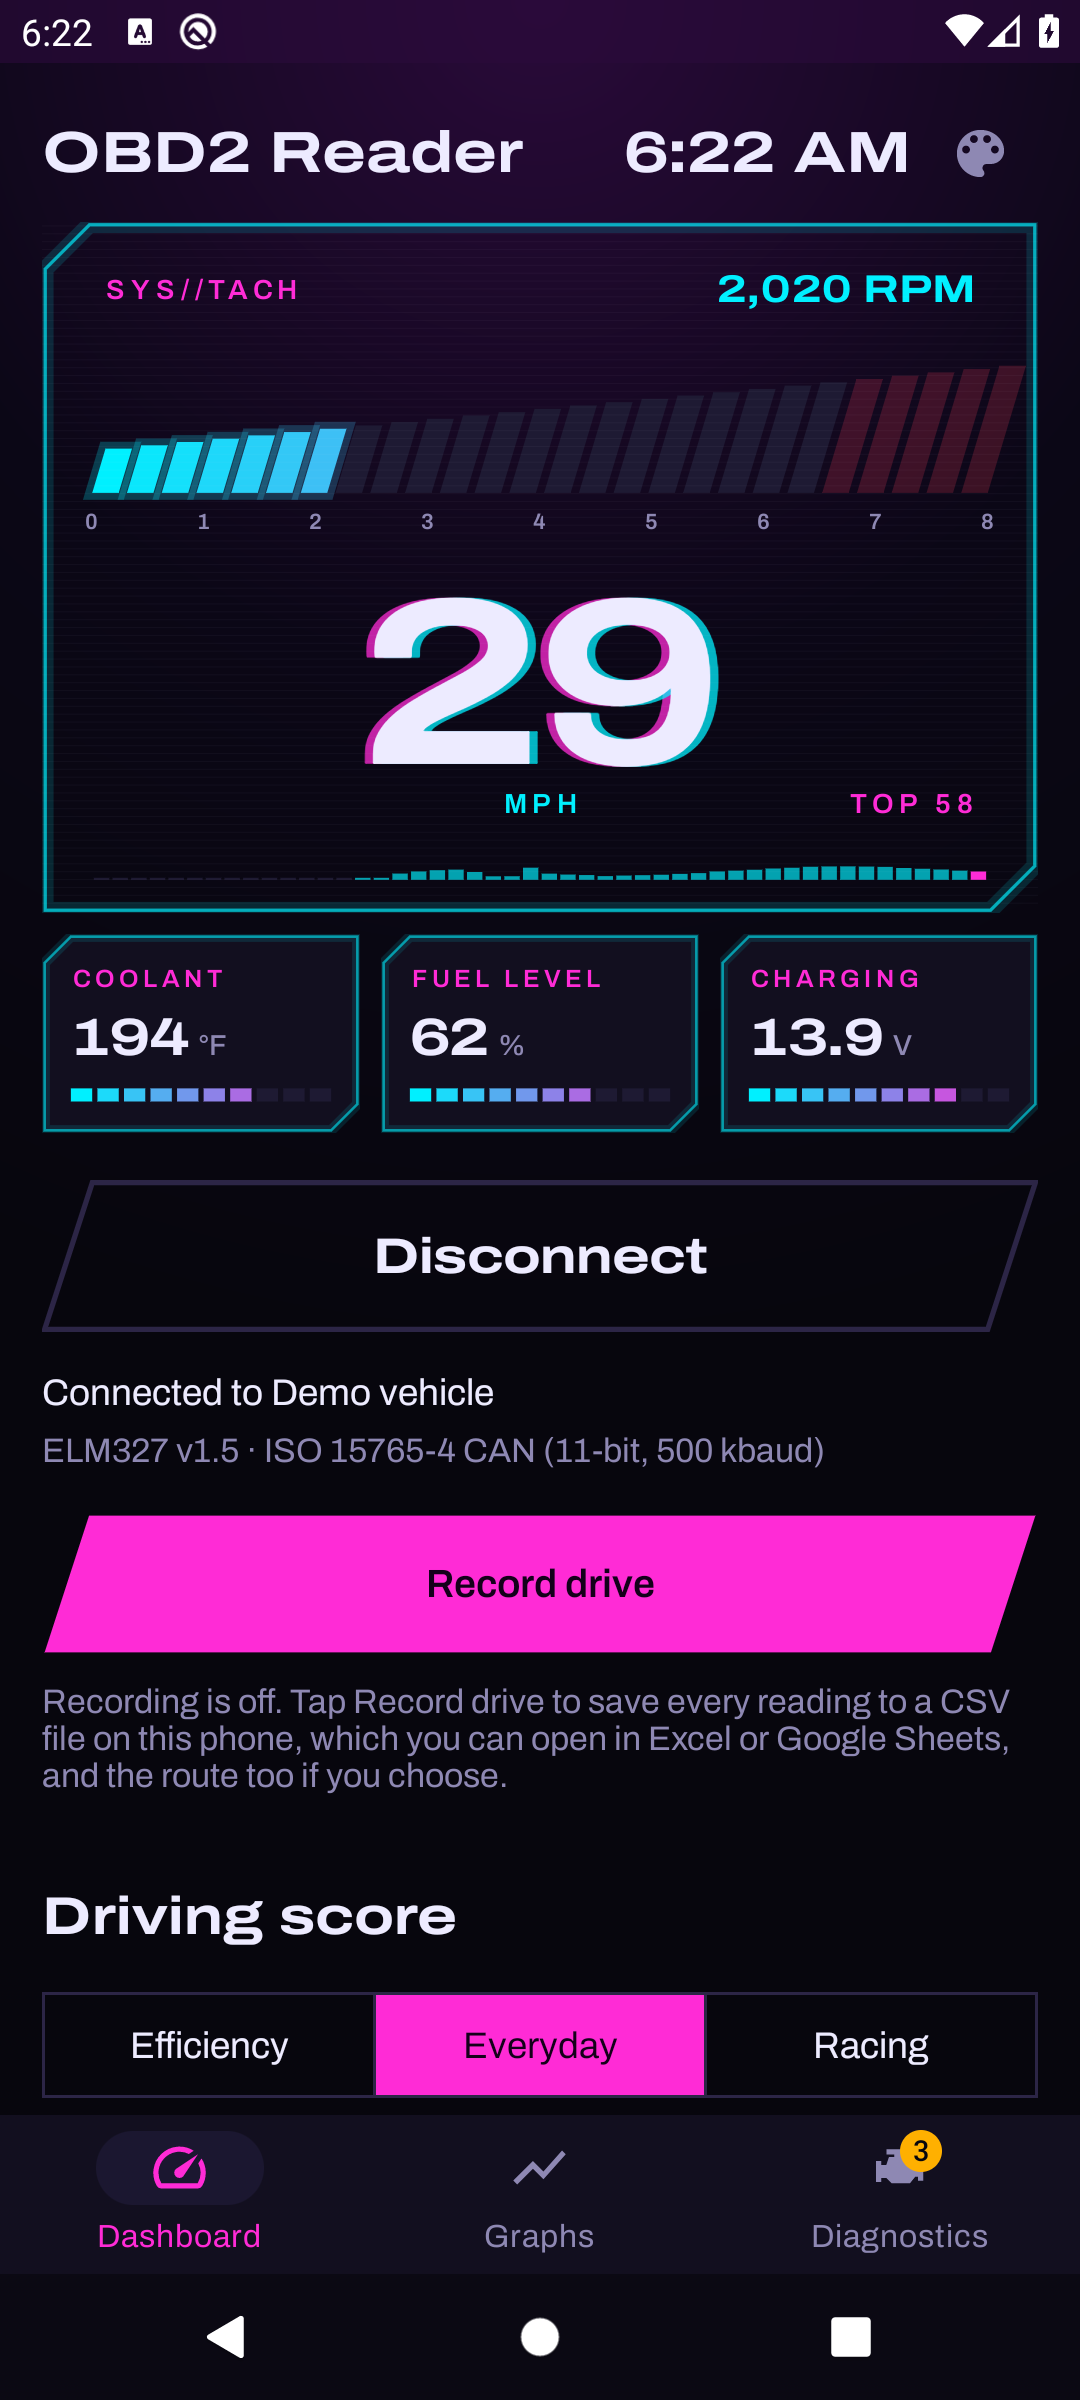 6:22
OBD2 Reader 6:22 AM
SYS//TACH 2,020 RPM
0 1 2 3 4 5 6 7 8
29
MPH TOP 58
COOLANT FUEL LEVEL CHARGING
194 °F 62 % 13.9 V
Disconnect
Connected to Demo vehicle
ELM327 v1.5 · ISO 15765-4 CAN (11-bit, 500 kbaud)
Record drive
Recording is off. Tap Record drive to save every reading to a CSV
file on this phone, which you can open in Excel or Google Sheets,
and the route too if you choose.
Driving score
Efficiency Everyday Racing
3
Dashboard Graphs Diagnostics